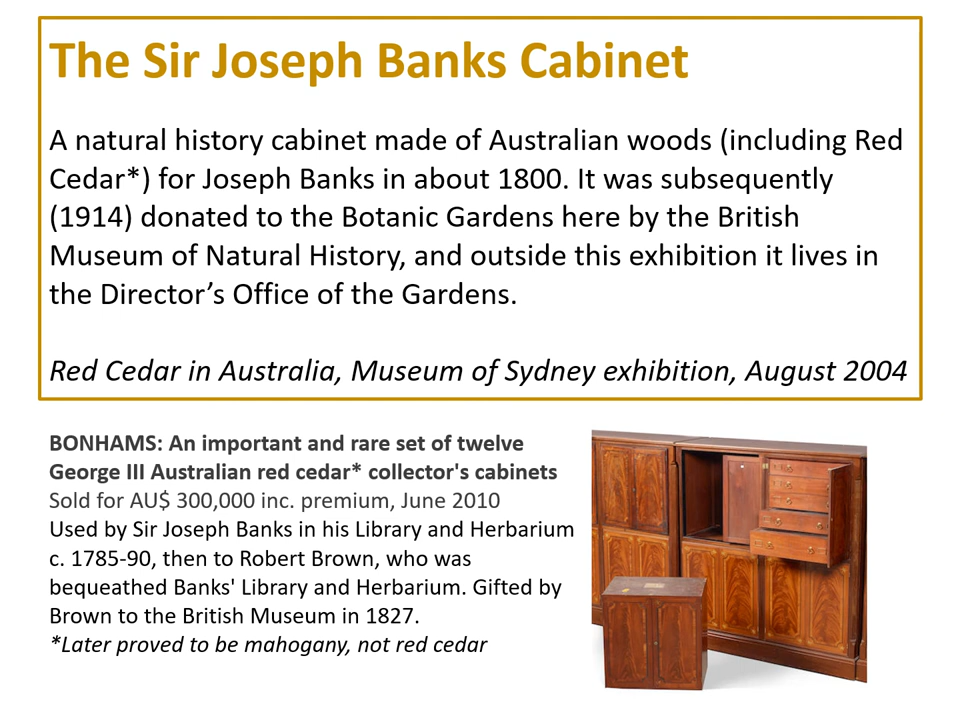 The Sir Joseph Banks Cabinet
A natural history cabinet made of Australian woods (including Red
Cedar*) for Joseph Banks in about 1800. It was subsequently
(1914) donated to the Botanic Gardens here by the British
Museum of Natural History, and outside this exhibition it lives in
the Director’s Office of the Gardens.
Red Cedar in Australia, Museum of Sydney exhibition, August 2004
BONHAMS: An important and rare set of twelve
George III Australian red cedar* collector's cabinets
Sold for AU$ 300,000 inc. premium, June 2010
Used by Sir Joseph Banks in his Library and Herbarium
c. 1785-90, then to Robert Brown, who was
bequeathed Banks' Library and Herbarium. Gifted by
Brown to the British Museum in 1827.
*Later proved to be mahogany, not red cedar